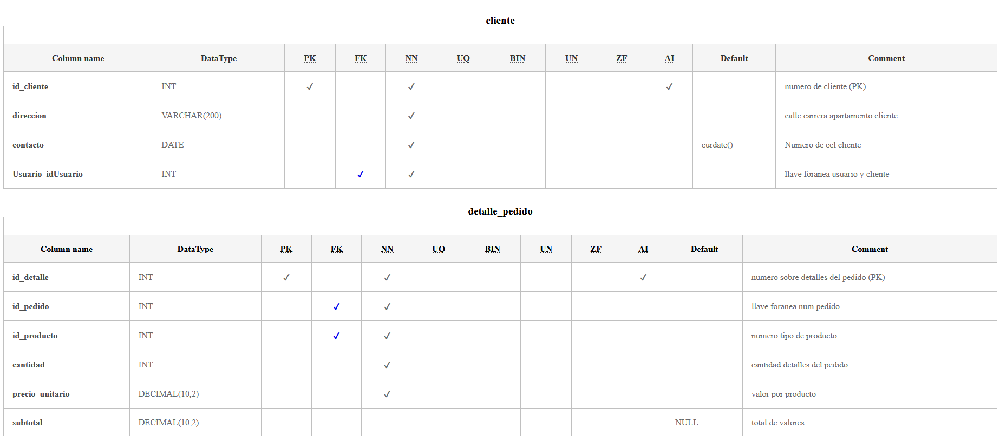 cliente
Column name DataType PK FK NN UQ BIN UN ZF AI Default Comment
id_cliente INT ✓ ✓ ✓ numero de cliente (PK)
direccion VARCHAR(200) ✓ calle carrera apartamento cliente
contacto DATE ✓ curdate() Numero de cel cliente
Usuario_idUsuario INT ✓ ✓ llave foranea usuario y cliente
detalle_pedido
Column name DataType PK FK NN UQ BIN UN ZF AI Default Comment
id_detalle INT ✓ ✓ ✓ numero sobre detalles del pedido (PK)
id_pedido INT ✓ ✓ llave foranea num pedido
id_producto INT ✓ ✓ numero tipo de producto
cantidad INT ✓ cantidad detalles del pedido
precio_unitario DECIMAL(10,2) ✓ valor por producto
subtotal DECIMAL(10,2) NULL total de valores